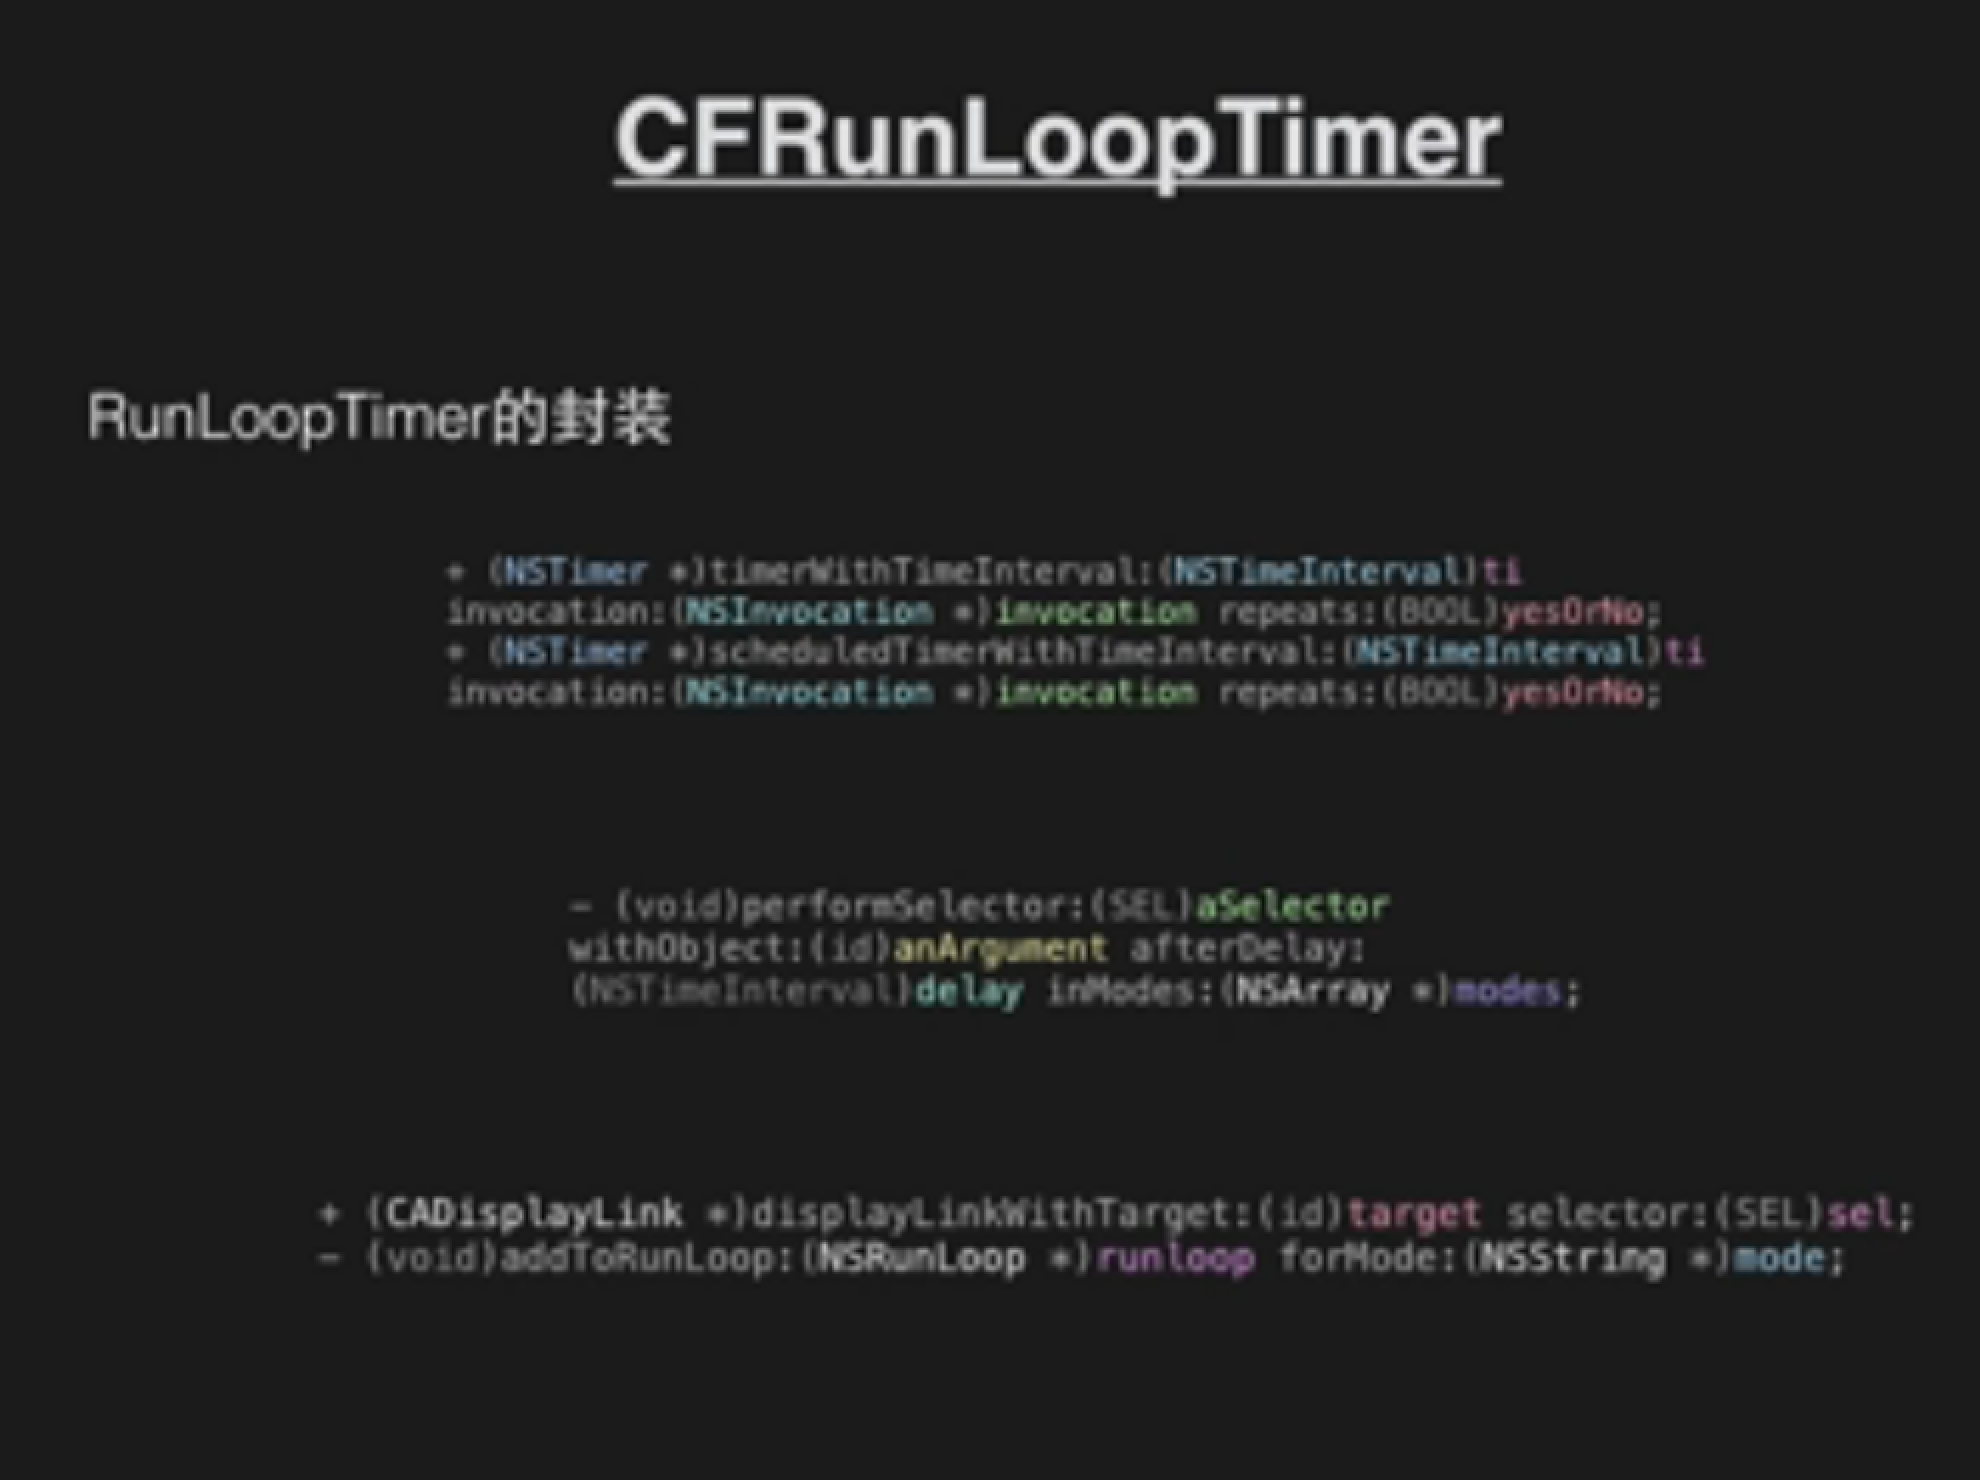 CFRunLoopTimer
RunLoopTimer的封装
+ (NSTimer *)timerWithTimeInterval:(NSTimeInterval)ti
invocation:(NSInvocation *)invocation repeats:(BOOL)yesOrNo;
+ (NSTimer *)scheduledTimerWithTimeInterval:(NSTimeInterval)ti
invocation:(NSInvocation *)invocation repeats:(BOOL)yesOrNo;
- (void)performSelector:(SEL)aSelector
withObject:(id)anArgument afterDelay:
(NSTimeInterval)delay inModes:(NSArray *)modes;
+ (CADisplayLink *)displayLinkWithTarget:(id)target selector:(SEL)sel;
- (void)addToRunLoop:(NSRunLoop *)runloop forMode:(NSString *)mode;